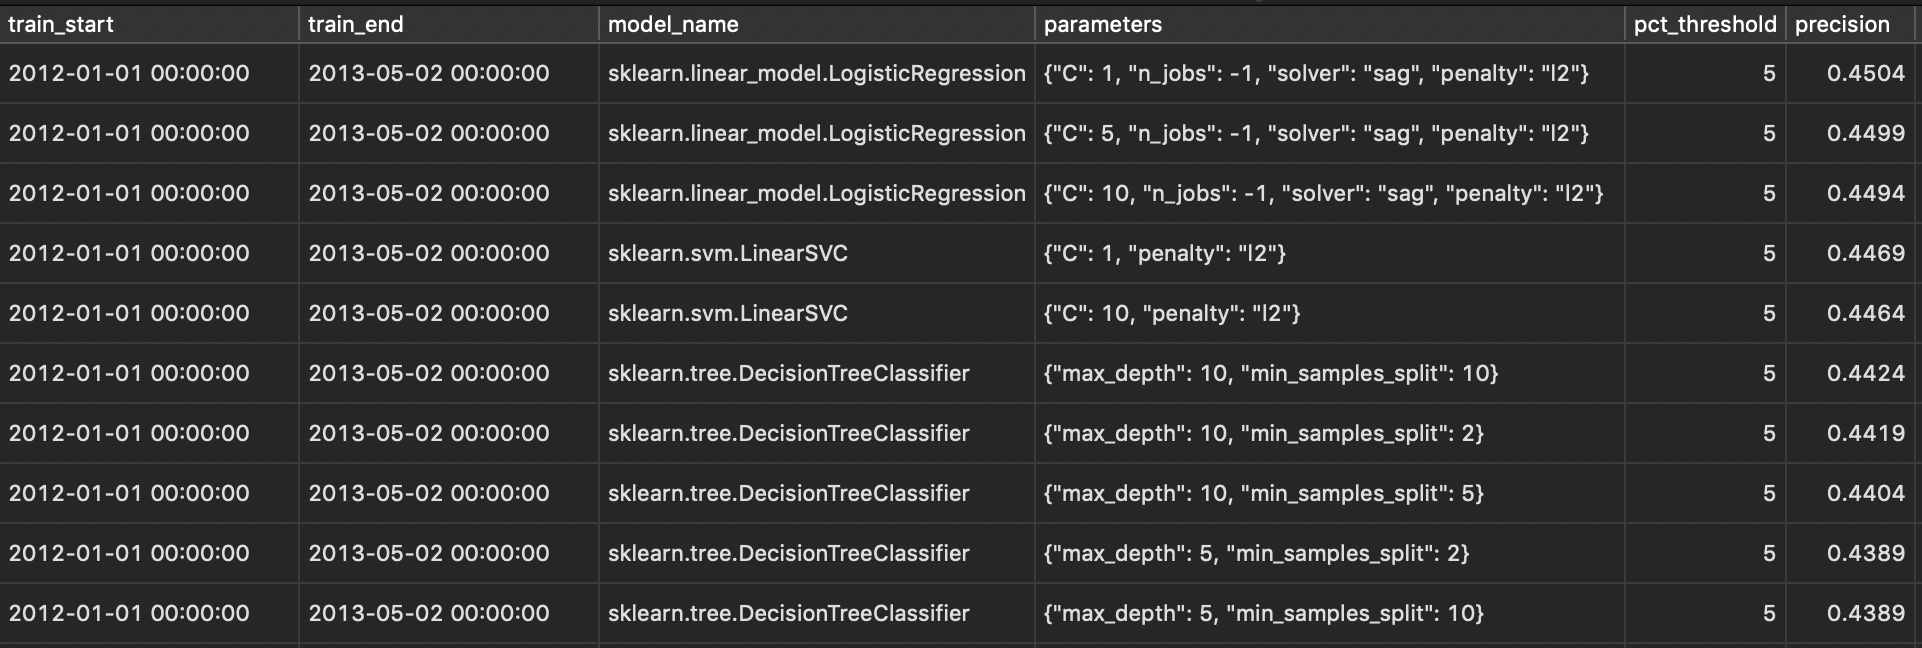 train_start train_end model_name parameters pct_threshold precision
2012-01-01 00:00:00 2013-05-02 00:00:00 sklearn.linear_model.LogisticRegression {"C": 1, "n_jobs": -1, "solver": "sag", "penalty": "l2"} 5 0.4504
2012-01-01 00:00:00 2013-05-02 00:00:00 sklearn.linear_model.LogisticRegression {"C": 5, "n_jobs": -1, "solver": "sag", "penalty": "l2"} 5 0.4499
2012-01-01 00:00:00 2013-05-02 00:00:00 sklearn.linear_model.LogisticRegression {"C": 10, "n_jobs": -1, "solver": "sag", "penalty": "l2"} 5 0.4494
2012-01-01 00:00:00 2013-05-02 00:00:00 sklearn.svm.LinearSVC {"C": 1, "penalty": "l2"} 5 0.4469
2012-01-01 00:00:00 2013-05-02 00:00:00 sklearn.svm.LinearSVC {"C": 10, "penalty": "l2"} 5 0.4464
2012-01-01 00:00:00 2013-05-02 00:00:00 sklearn.tree.DecisionTreeClassifier {"max_depth": 10, "min_samples_split": 10} 5 0.4424
2012-01-01 00:00:00 2013-05-02 00:00:00 sklearn.tree.DecisionTreeClassifier {"max_depth": 10, "min_samples_split": 2} 5 0.4419
2012-01-01 00:00:00 2013-05-02 00:00:00 sklearn.tree.DecisionTreeClassifier {"max_depth": 10, "min_samples_split": 5} 5 0.4404
2012-01-01 00:00:00 2013-05-02 00:00:00 sklearn.tree.DecisionTreeClassifier {"max_depth": 5, "min_samples_split": 2} 5 0.4389
2012-01-01 00:00:00 2013-05-02 00:00:00 sklearn.tree.DecisionTreeClassifier {"max_depth": 5, "min_samples_split": 10} 5 0.4389